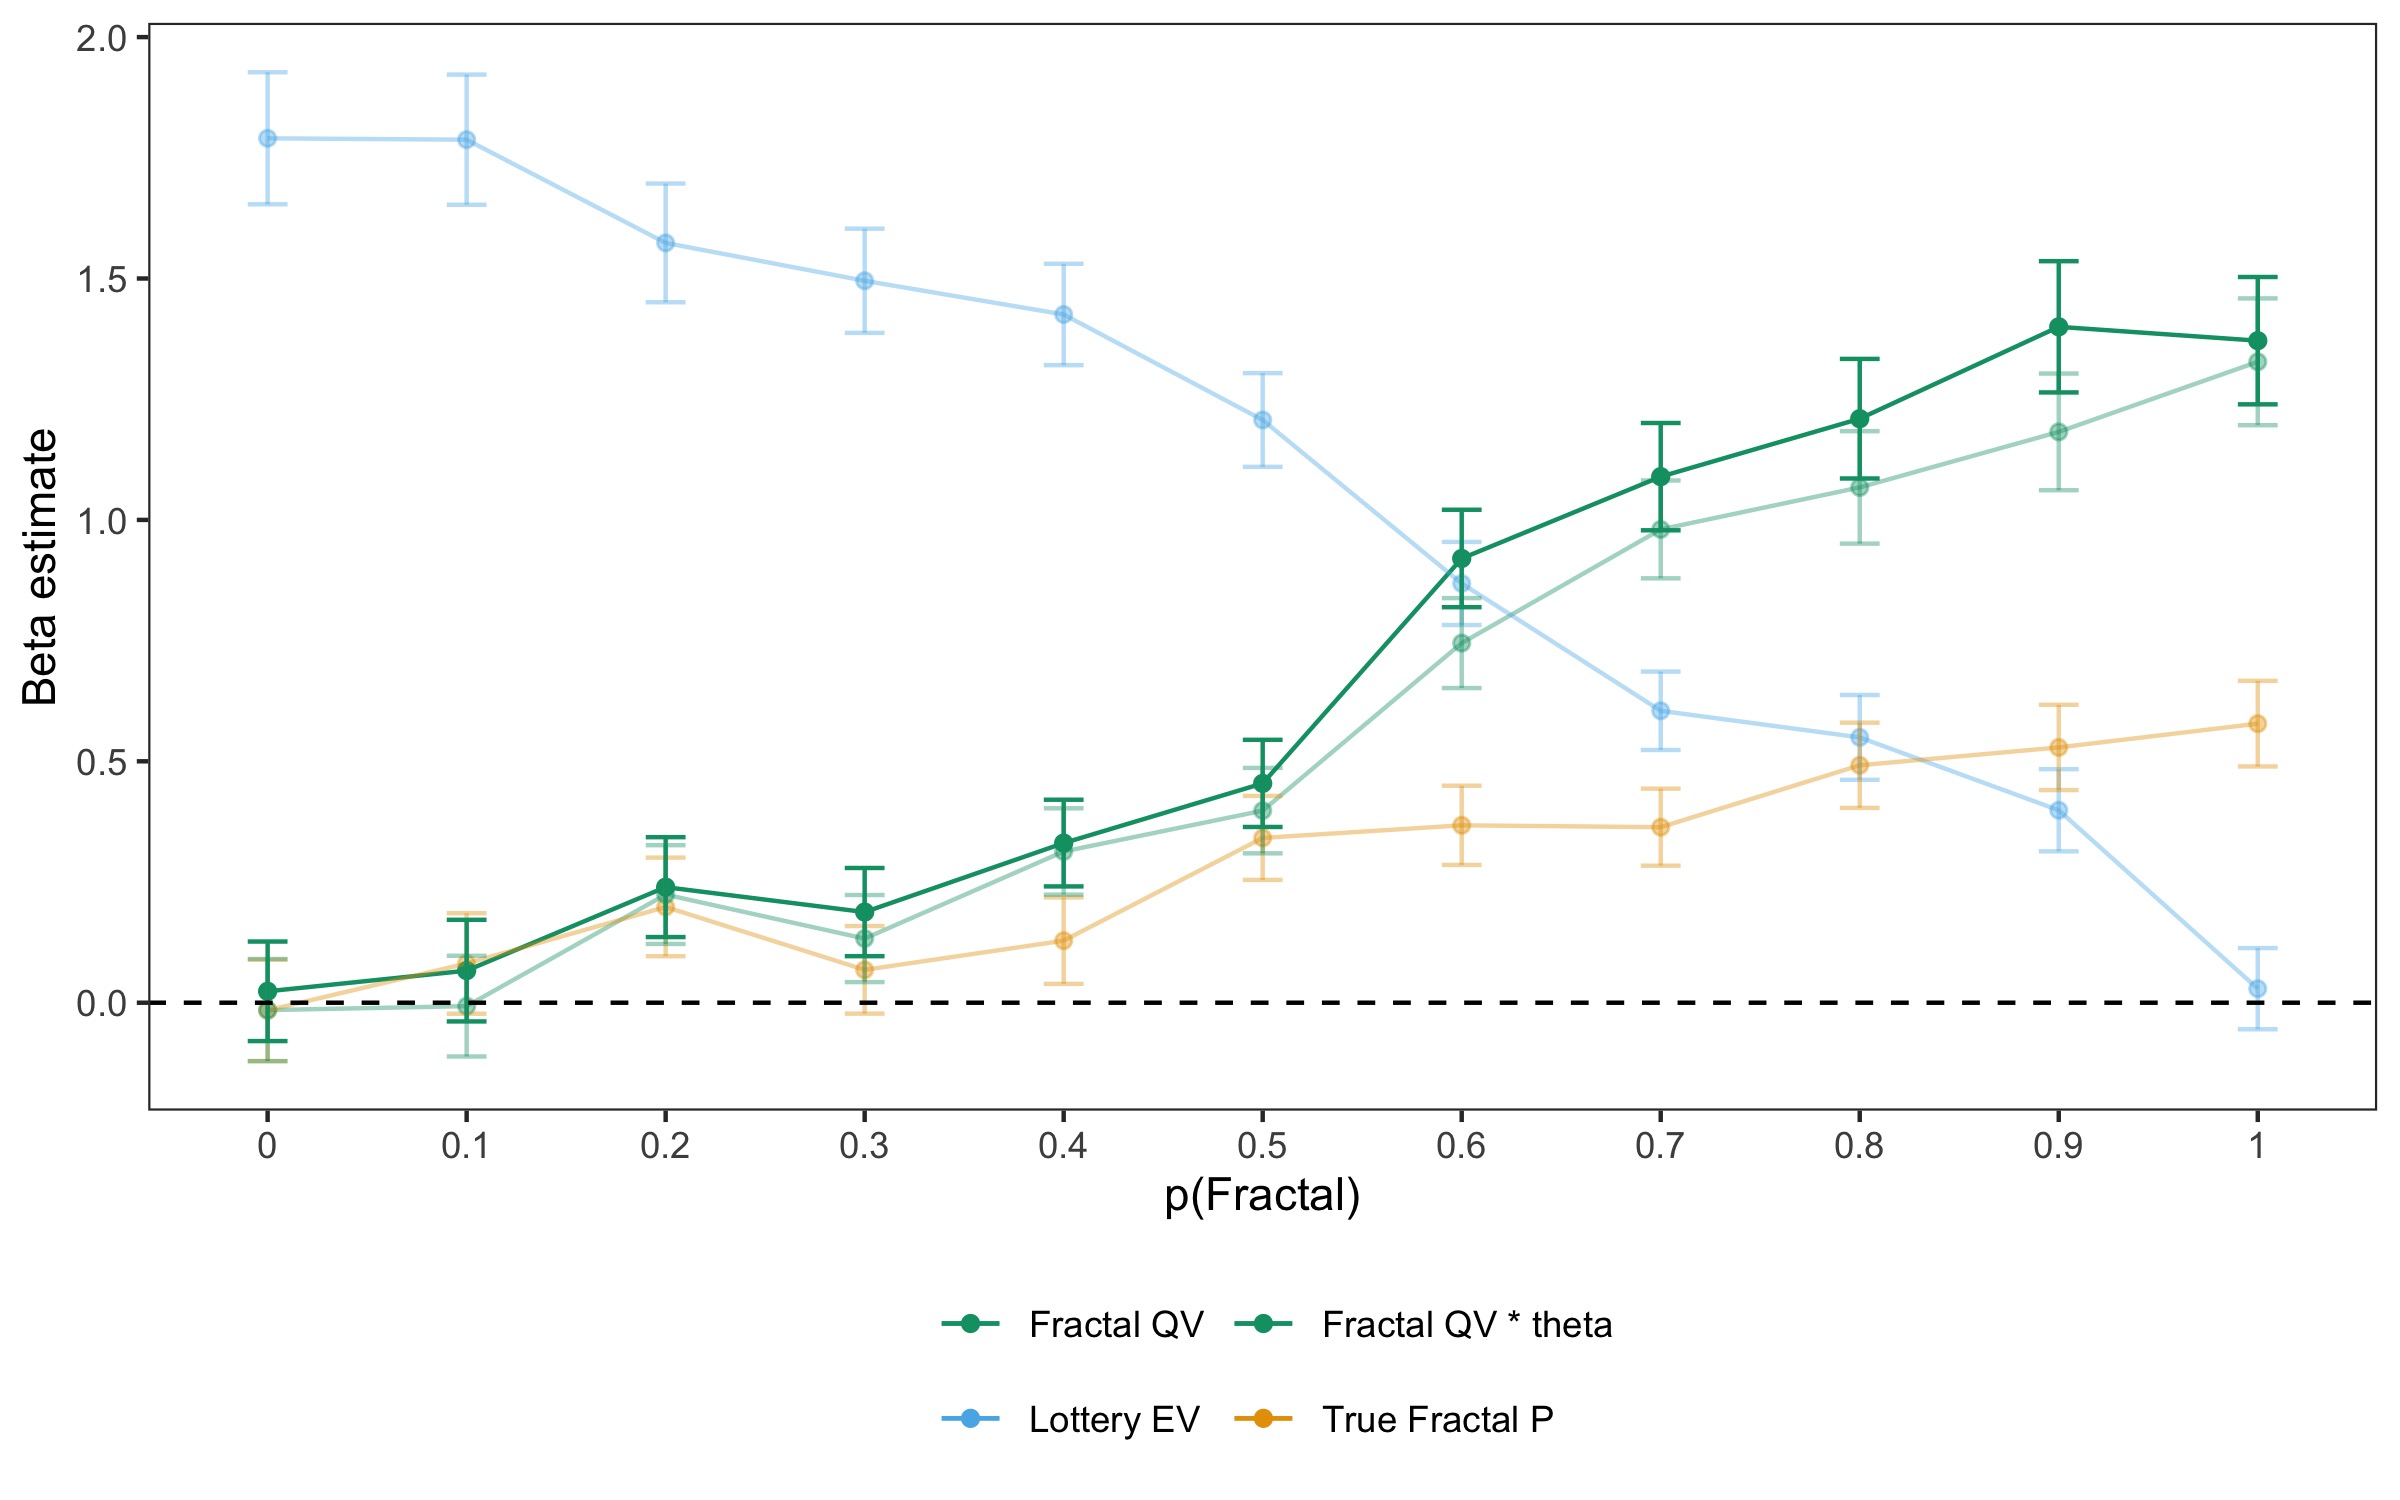 Beta estimate
2.0
1.5
1.0
0.5
0.0
0 0.1 0.2 0.3 0.4 0.5 0.6 0.7 0.8 0.9 1
p(Fractal)
Fractal QV Fractal QV * theta
Lottery EV True Fractal P